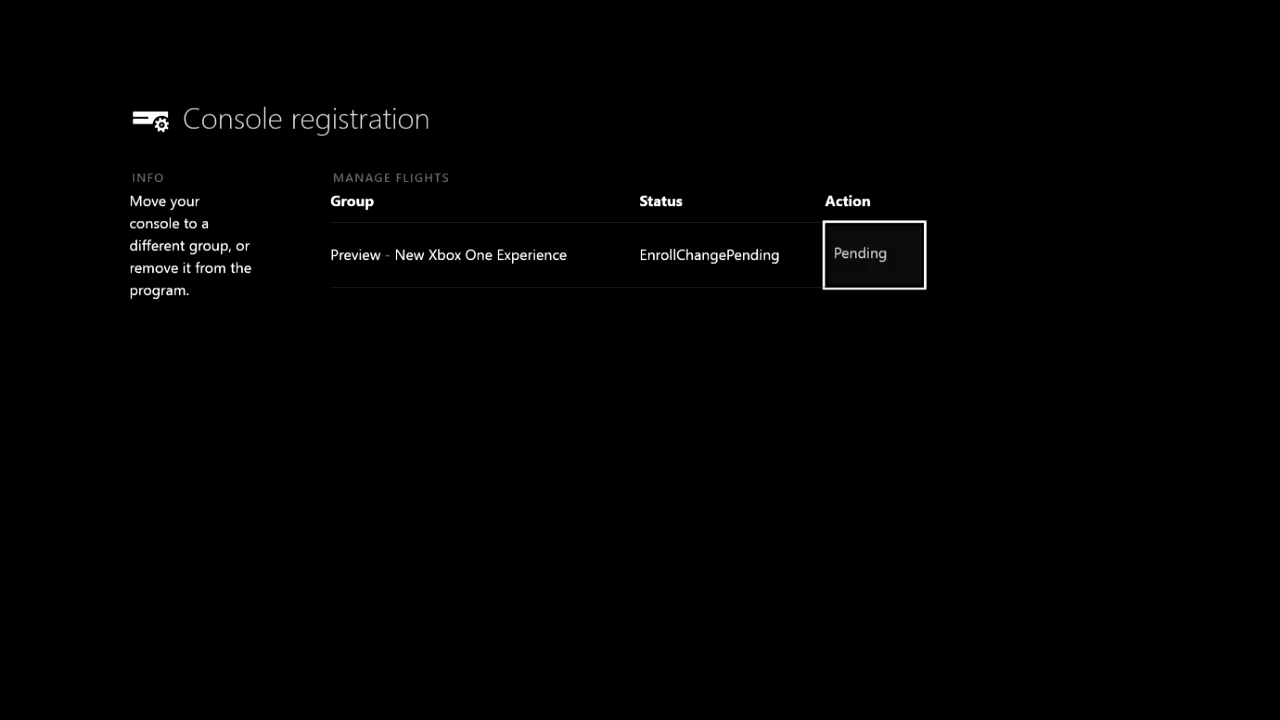 Console registration
INFO
Move your
console to a
different group, or
remove it from the
program.
MANAGE FLIGHTS
Group Status Action
Preview - New Xbox One Experience EnrollChangePending Pending